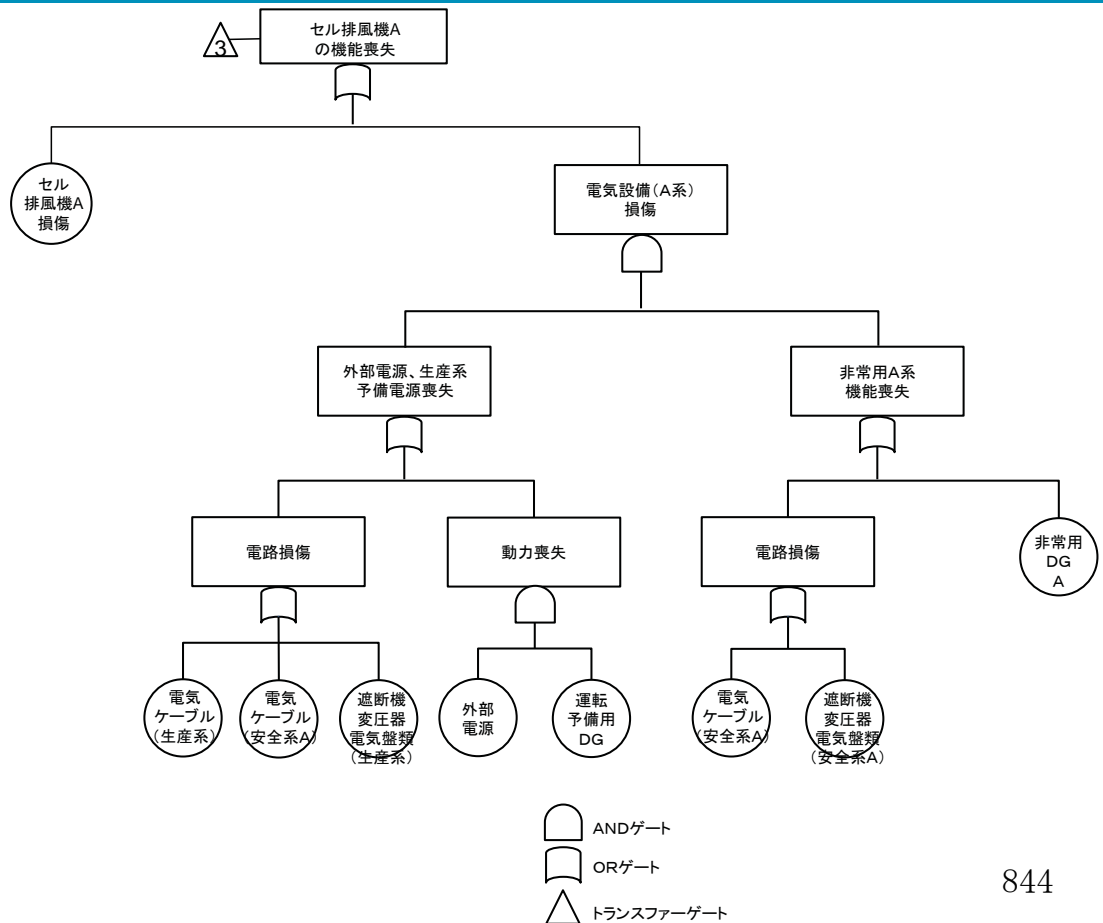 3
セル排風機A
の機能喪失
セル
排風機A
損傷
電気設備(A系)
損傷
外部電源、生産系
予備電源喪失
非常用A系
機能喪失
電路損傷
動力喪失
電路損傷
非常用
DG
A
電気
ケーブル
(生産系)
電気
ケーブル
(安全系A)
遮断機
変圧器
電気盤類
(生産系)
外部
電源
運転
予備用
DG
電気
ケーブル
(安全系A)
遮断機
変圧器
電気盤類
(安全系A)
ANDゲート
ORゲート
トランスファーゲート
844